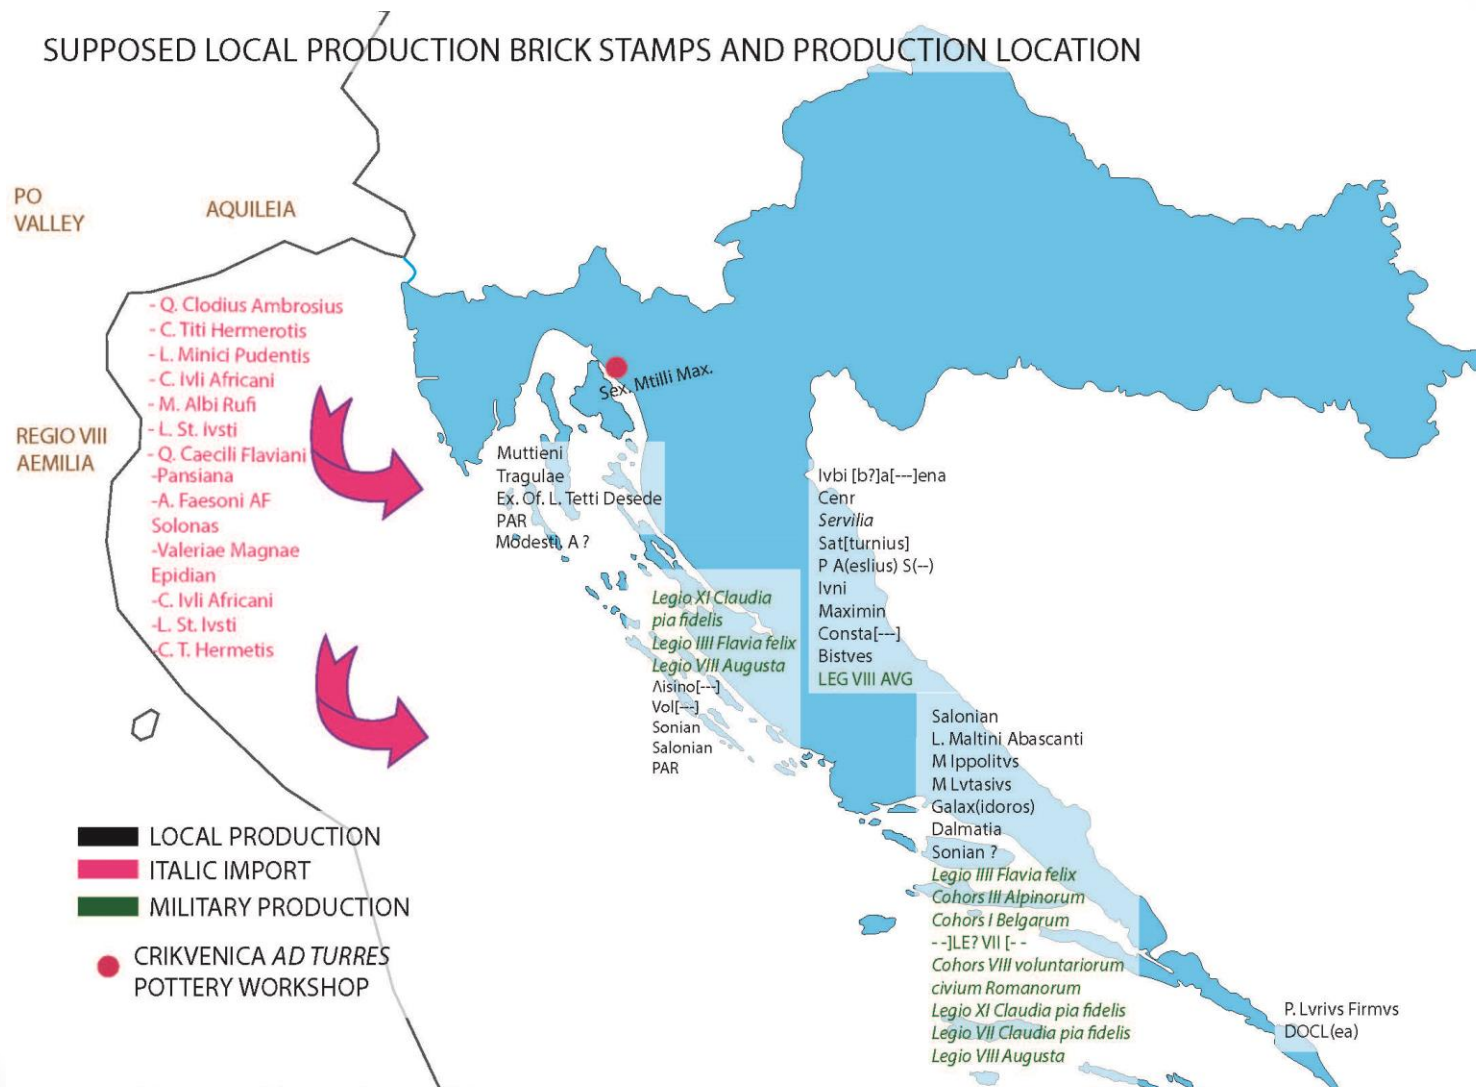 SUPPOSED LOCAL PRODUCTION BRICK STAMPS AND PRODUCTION LOCATION
PO
VALLEY
AQUILEIA
REGIO VIII
AEMILIA
- Q. Clodius Ambrosius
- C. Titi Hermerotis
- L. Minici Pudentis
- C. Ivli Africani
- M. Albi Rufi
- L. St. Ivsti
- Q. Caecili Flaviani
-Pansiana
-A. Faesoni AF
Solonas
-Valeriae Magnae
Epidian
-C. Ivli Africani
-L. St. Ivsti
-C. T. Hermetis
Sex. Mtilli Max.
Muttieni
Tragulae
Ex. Of. L. Tetti Desede
PAR
Modesti, A ?
Legio XI Claudia
pia fidelis
Legio IIII Flavia felix
Legio VIII Augusta
Λisino[---]
Vol[---]
Sonian
Salonian
PAR
Ivbi [b?]a[---]ena
Cenr
Servilia
Sat[turnius]
P A(eslius) S(--)
Ivni
Maximin
Consta[---]
Bistves
LEG VIII AVG
Salonian
L. Maltini Abascanti
M Ippolitvs
M Lvtasivs
Galax(idoros)
Dalmatia
Sonian ?
Legio IIII Flavia felix
Cohors III Alpinorum
Cohors I Belgarum
- -]LE? VII [- -
Cohors VIII voluntariorum
civium Romanorum
Legio XI Claudia pia fidelis
Legio VII Claudia pia fidelis
Legio VIII Augusta
P. Lvrivs Firmvs
DOCL(ea)
LOCAL PRODUCTION
ITALIC IMPORT
MILITARY PRODUCTION
CRIKVENICA AD TURRES
POTTERY WORKSHOP